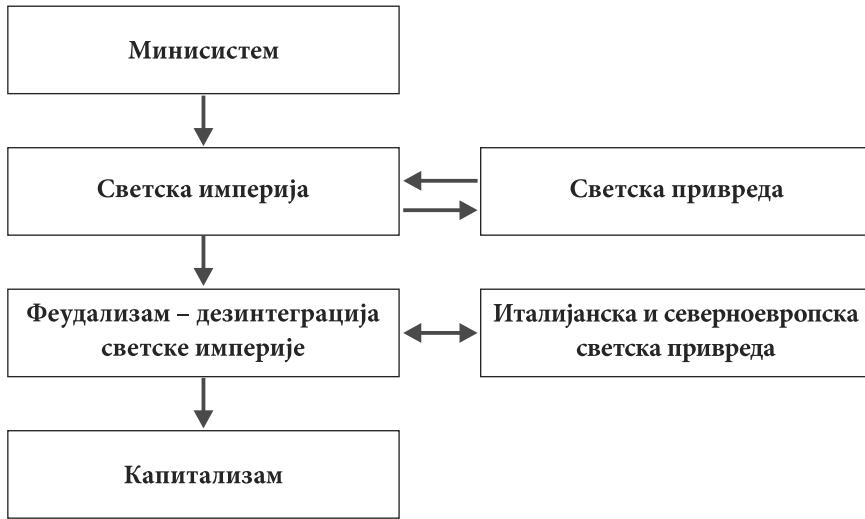 Минисистем
Светска империја
Светска привреда
Феудализам – дезинтеграција
светске империје
Италијанска и северноевропска
светска привреда
Капитализам